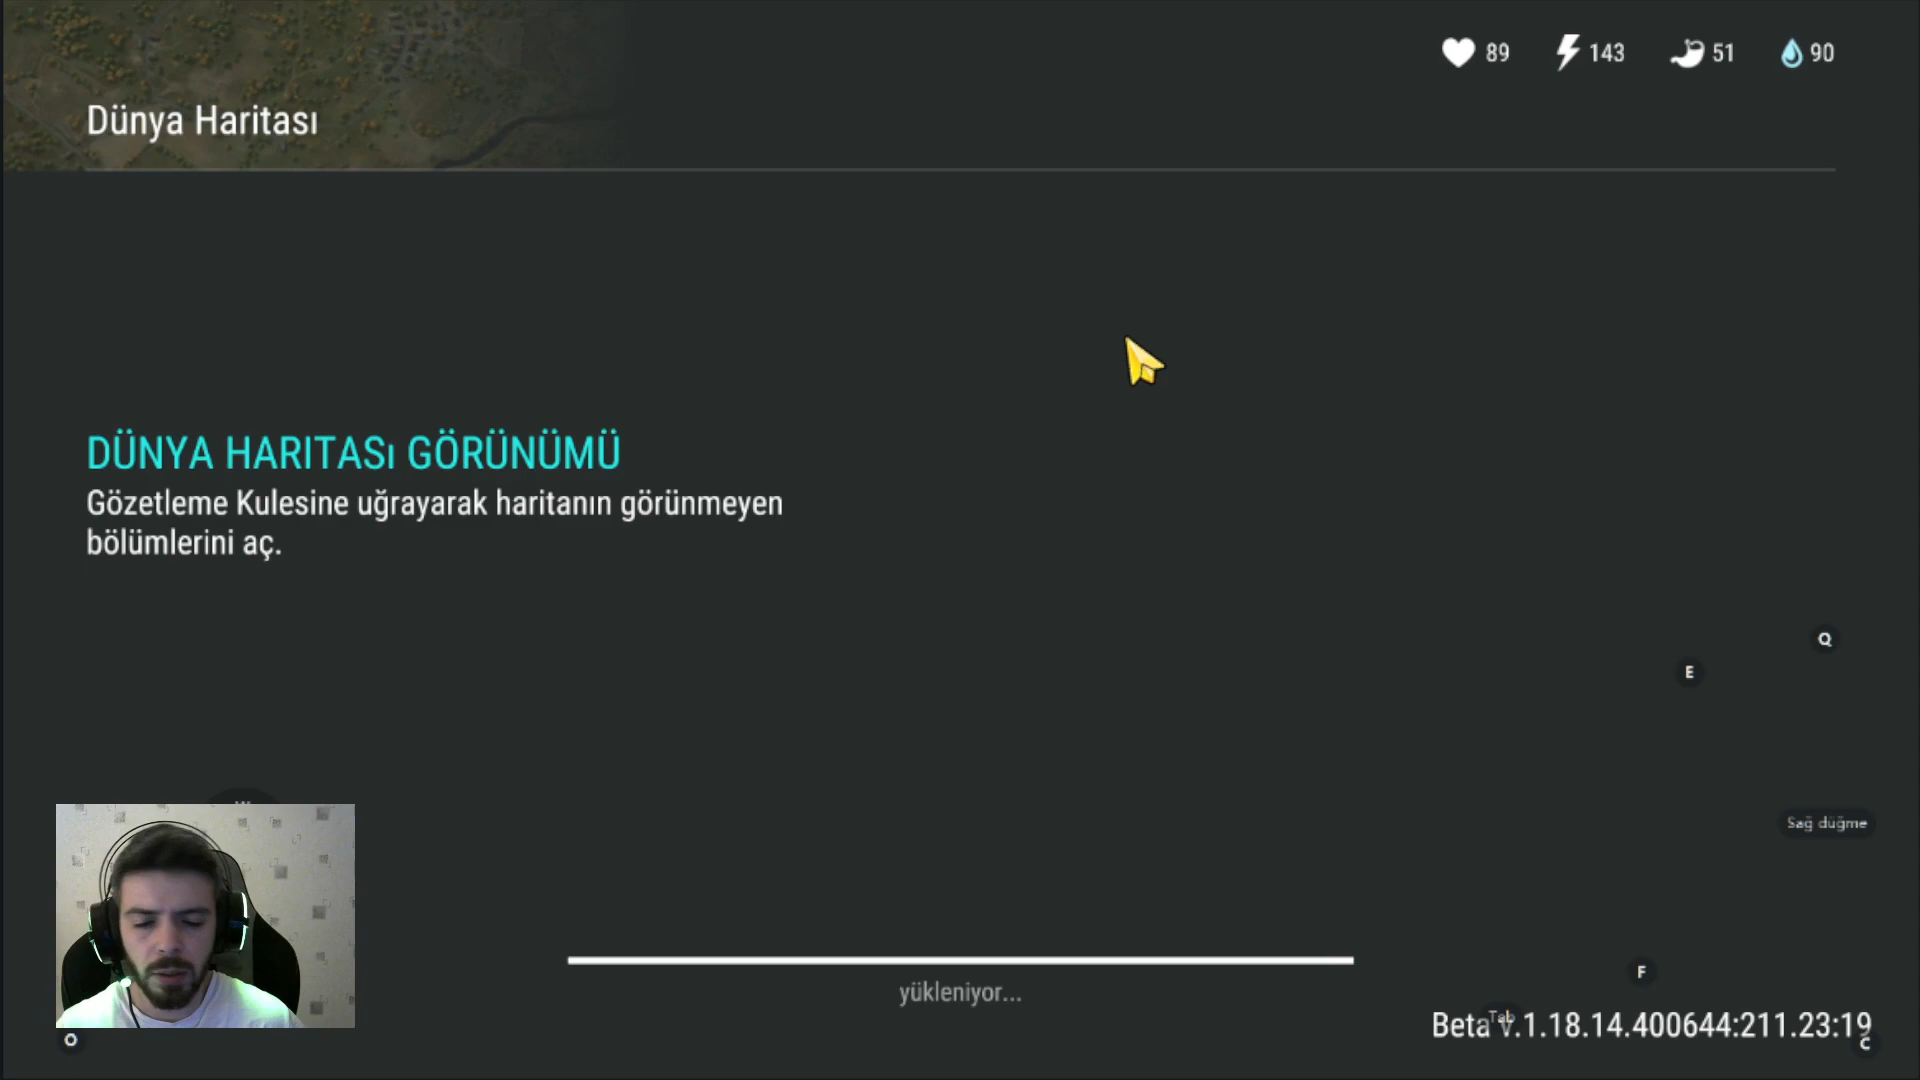 89 143 51 90
Dünya Haritası
DÜNYA HARITASı GÖRÜNÜMÜ
Gözetleme Kulesine uğrayarak haritanın görünmeyen
bölümlerini aç.
Q
E
Sağ düğme
yükleniyor...
F
Tab
Beta v.1.18.14.400644:211.23:19
O
C